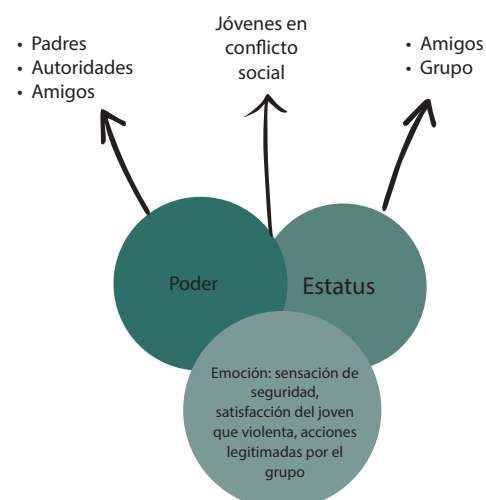 • Padres
• Autoridades
• Amigos
Jóvenes en
conflicto
social
• Amigos
• Grupo
Poder
Estatus
Emoción: sensación de
seguridad,
satisfacción del joven
que violenta, acciones
legitimadas por el
grupo